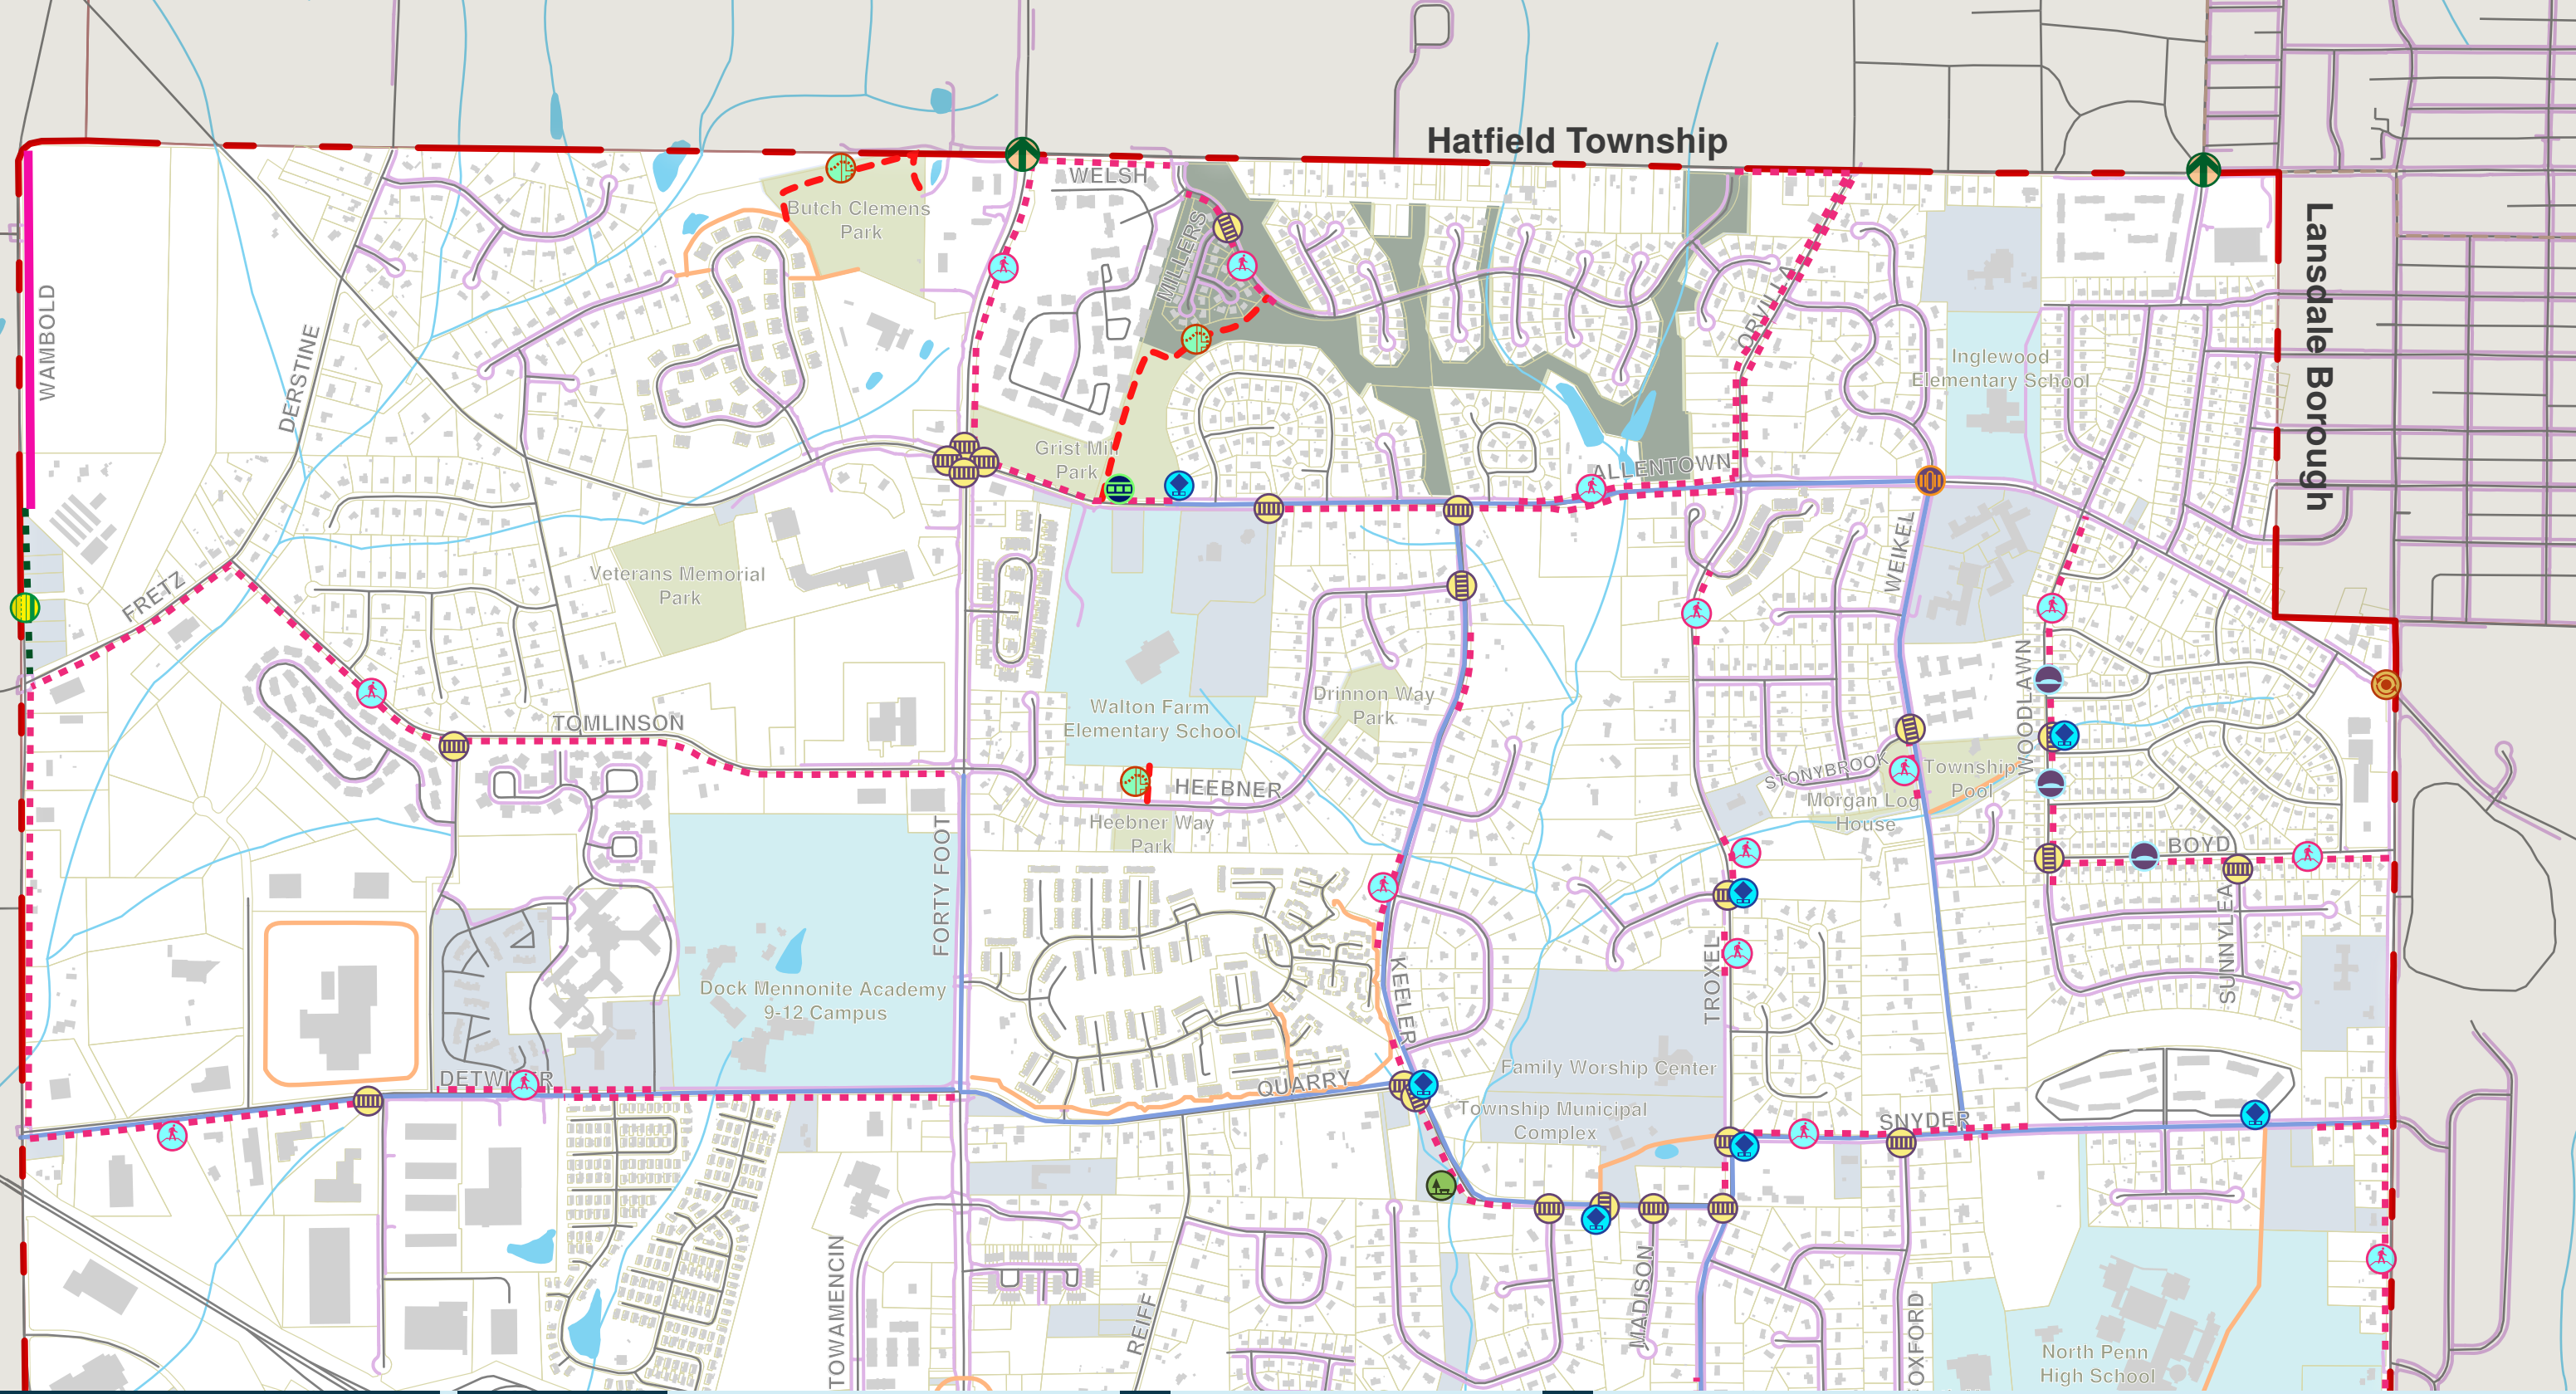 Hatfield Township
WELSH
Butch Clemens
Park
MILLERS
Lansdale Borough
WAMBOLD
DERSTINE
ORVILLA
Inglewood
Elementary School
Grist Mill
Park
ALLENTOWN
WEIKEL
FRETZ
Veterans Memorial
Park
WOODLAWN
Drinnon Way
Park
Walton Farm
Elementary School
TOMLINSON
STONYBROOK
Township
Pool
HEEBNER
Morgan Log
House
Heebner Way
Park
BOYD
FORTY FOOT
SUNNYLEA
KEELER
TROXEL
Dock Mennonite Academy
9-12 Campus
Family Worship Center
DETWILER
QUARRY
Township Municipal
Complex
SNYDER
TOWAMENCIN
REIFF
MADISON
OXFORD
North Penn
High School